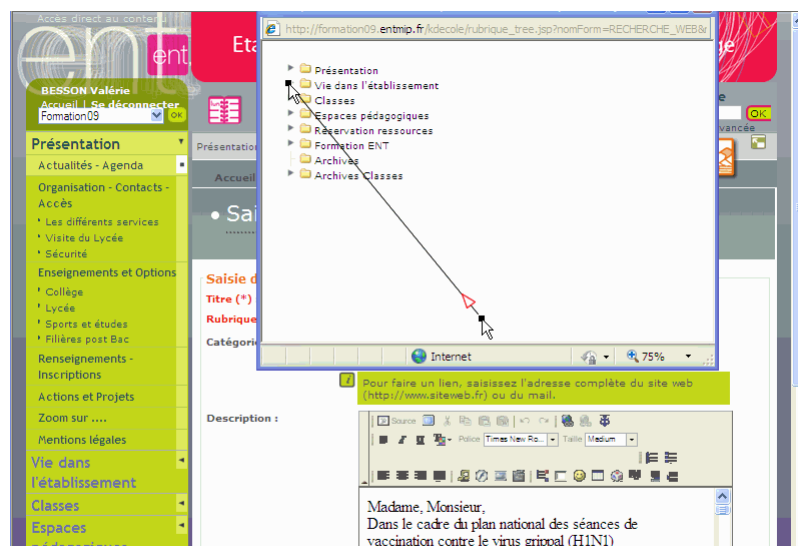 Accès direct au contenu
ent
ent.
Eta
ge
BESSON Valérie
Accueil | Se déconnecter
Formation09
OK
Présentation
Actualités - Agenda
Organisation - Contacts -
Accès
Les différents services
Visite du Lycée
Sécurité
Enseignements et Options
Collège
Lycée
Sports et études
Filières post Bac
Renseignements -
Inscriptions
Actions et Projets
Zoom sur ....
Mentions légales
Vie dans
l'établissement
Classes
Espaces
pédagogiques
http://formation09.entmip.fr/kdecole/rubrique_tree.jsp?nomForm=RECHERCHE_WEB&r
Présentation
Vie dans l'établissement
Classes
Espaces pédagogiques
Réservation ressources
Formation ENT
Archives
Archives Classes
Internet
75%
e
OK
vancée
Présentation
Accueil
• Sai
Saisie d
Titre (*)
Rubrique
Catégorie
i
Pour faire un lien, saisissez l'adresse complète du site web
(http://www.siteweb.fr) ou du mail.
Description :
Source
Police Times New Ro... Taille Medium
Madame, Monsieur,
Dans le cadre du plan national des séances de
vaccination contre le virus grippal (H1N1)